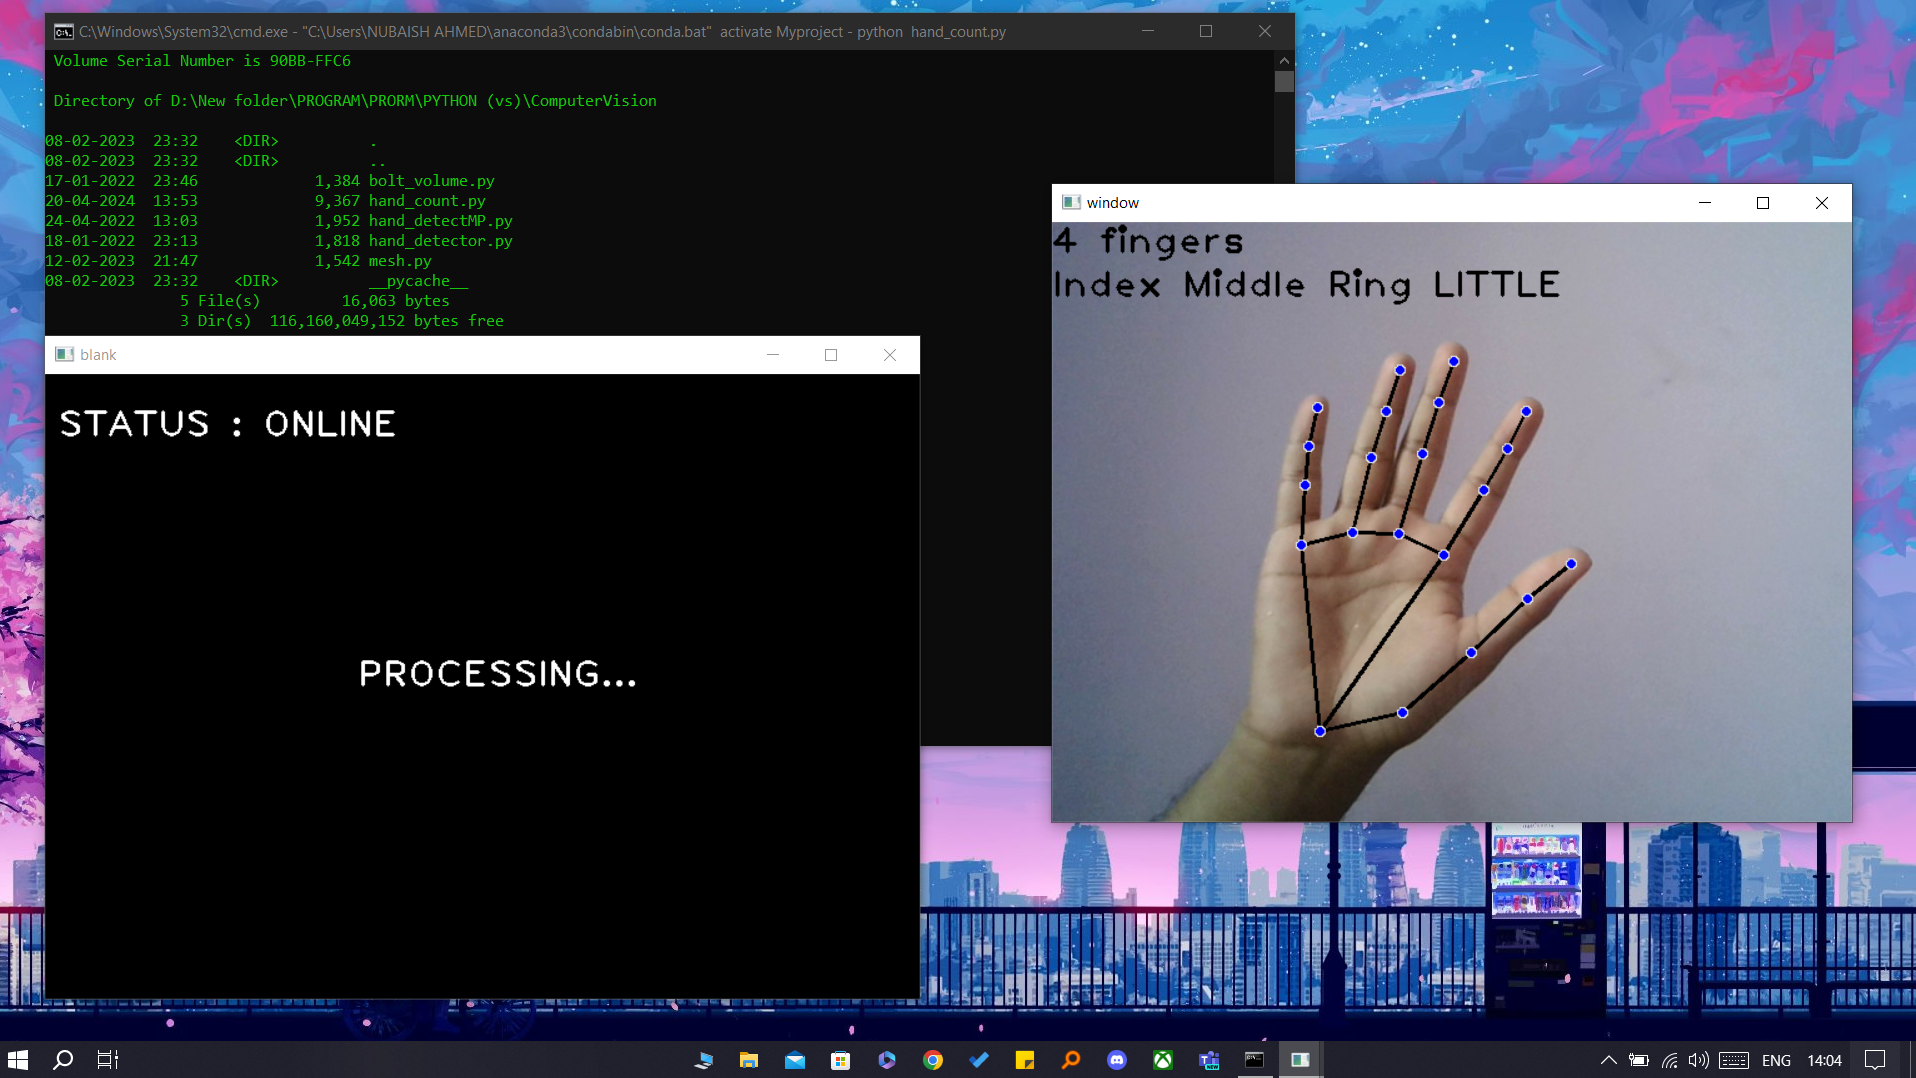 C:\Windows\System32\cmd.exe - "C:\Users\NUBAISH AHMED\anaconda3\condabin\conda.bat"  activate Myproject - python  hand_count.py
Volume Serial Number is 90BB-FFC6
Directory of D:\New folder\PROGRAM\PRORM\PYTHON (vs)\ComputerVision
08-02-2023  23:32    <DIR>          .
08-02-2023  23:32    <DIR>          ..
17-01-2022  23:46             1,384 bolt_volume.py
20-04-2024  13:53             9,367 hand_count.py
24-04-2022  13:03             1,952 hand_detectMP.py
18-01-2022  23:13             1,818 hand_detector.py
12-02-2023  21:47             1,542 mesh.py
08-02-2023  23:32    <DIR>          __pycache__
5 File(s)         16,063 bytes
3 Dir(s)  116,160,049,152 bytes free
window
4 fingers
Index Middle Ring LITTLE
blank
STATUS : ONLINE
PROCESSING...
ENG 14:04